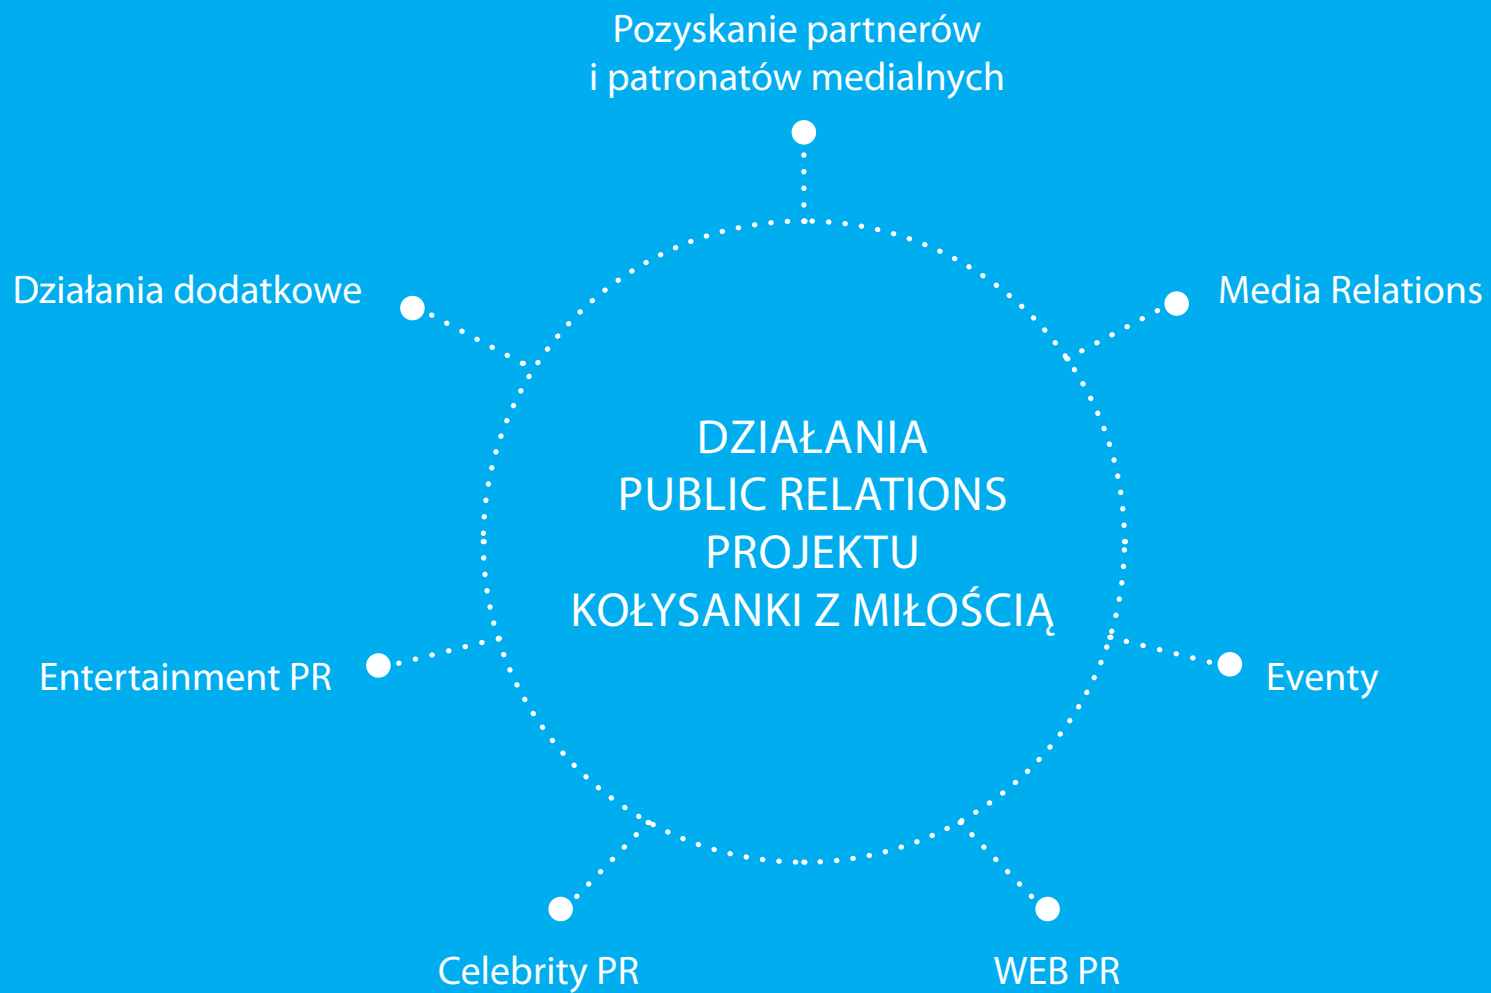 Pozyskanie partnerów
i patronatów medialnych
Działania dodatkowe
Media Relations
DZIAŁANIA
PUBLIC RELATIONS
PROJEKTU
KOŁYSANKI Z MIŁOŚCIĄ
Entertainment PR
Eventy
Celebrity PR
WEB PR